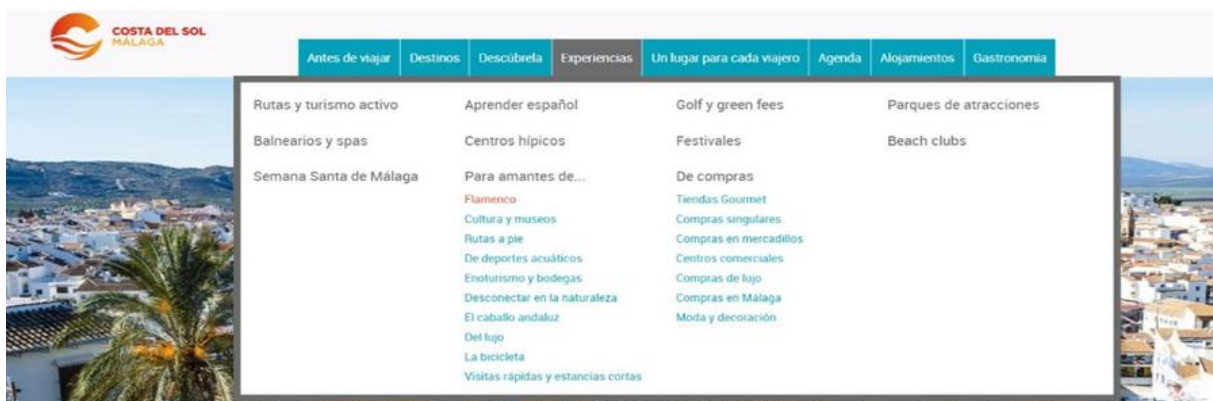 COSTA DEL SOL
MÁLAGA
Antes de viajar
Destinos
Descúbrela
Experiencias
Un lugar para cada viajero
Agenda
Alojamientos
Gastronomía
Rutas y turismo activo
Balnearios y spas
Semana Santa de Málaga
Aprender español
Centros hípicos
Para amantes de...
Flamenco
Cultura y museos
Rutas a pie
De deportes acuáticos
Enoturismo y bodegas
Desconectar en la naturaleza
El caballo andaluz
Del lujo
La bicicleta
Visitas rápidas y estancias cortas
Golf y green fees
Festivales
De compras
Tiendas Gourmet
Compras singulares
Compras en mercadillos
Centros comerciales
Compras de lujo
Compras en Málaga
Moda y decoración
Parques de atracciones
Beach clubs